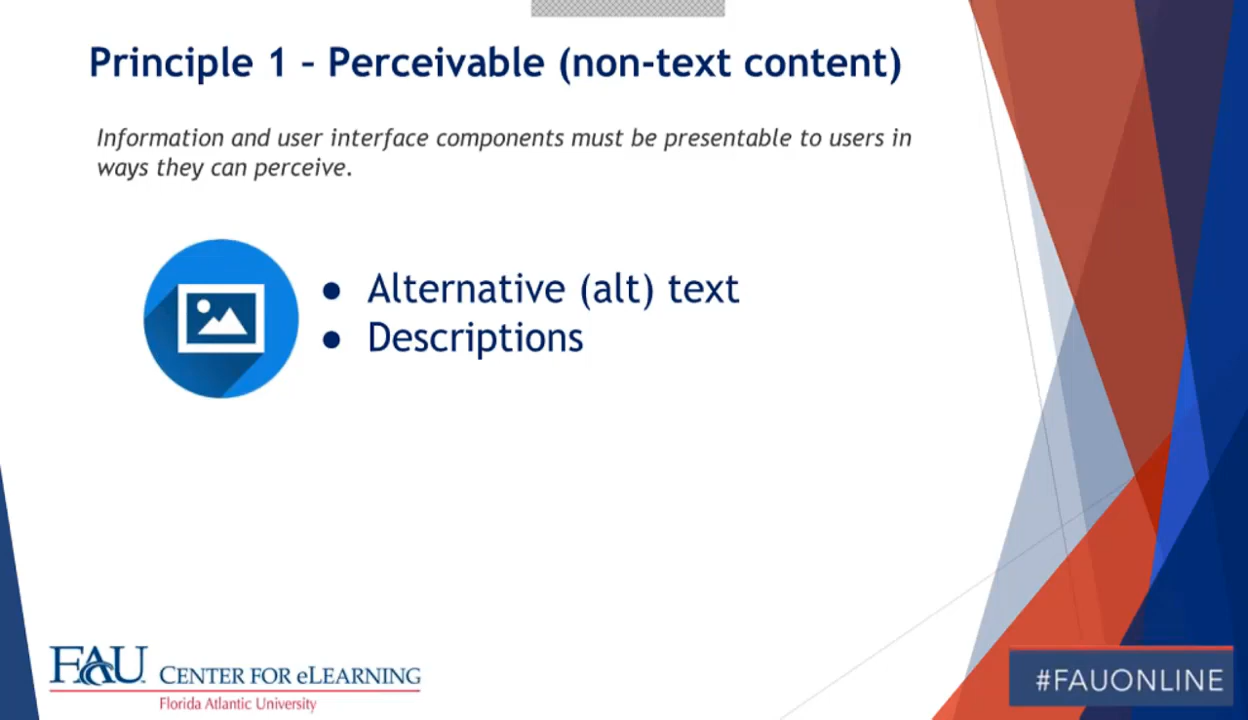 Principle 1 – Perceivable (non-text content)
Information and user interface components must be presentable to users in
ways they can perceive.
● Alternative (alt) text
● Descriptions
FAU CENTER FOR eLEARNING
Florida Atlantic University
#FAUONLINE